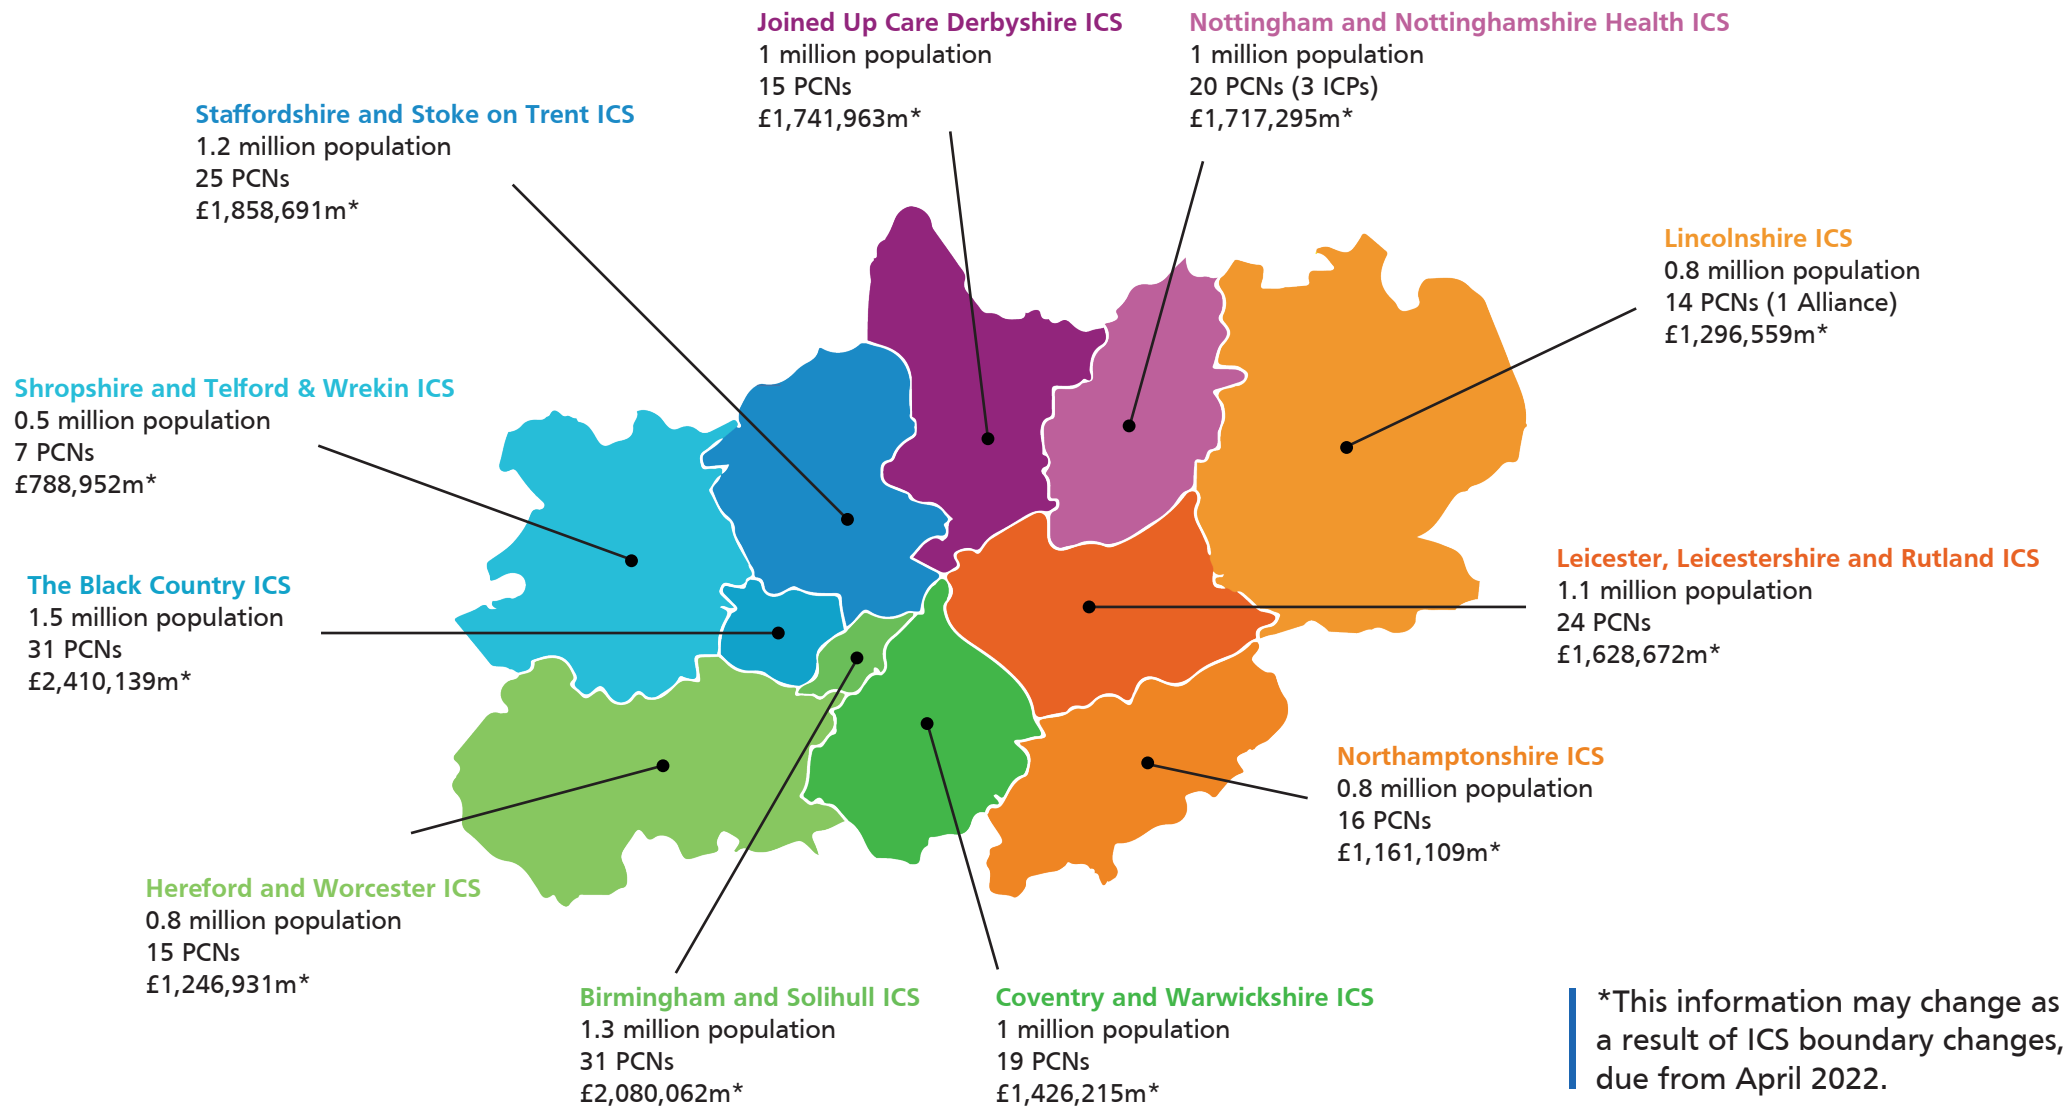 Joined Up Care Derbyshire ICS
1 million population
15 PCNs
£1,741,963m*
Nottingham and Nottinghamshire Health ICS
1 million population
20 PCNs (3 ICPs)
£1,717,295m*
Staffordshire and Stoke on Trent ICS
1.2 million population
25 PCNs
£1,858,691m*
Lincolnshire ICS
0.8 million population
14 PCNs (1 Alliance)
£1,296,559m*
Shropshire and Telford & Wrekin ICS
0.5 million population
7 PCNs
£788,952m*
The Black Country ICS
1.5 million population
31 PCNs
£2,410,139m*
Leicester, Leicestershire and Rutland ICS
1.1 million population
24 PCNs
£1,628,672m*
Northamptonshire ICS
0.8 million population
16 PCNs
£1,161,109m*
Hereford and Worcester ICS
0.8 million population
15 PCNs
£1,246,931m*
Birmingham and Solihull ICS
1.3 million population
31 PCNs
£2,080,062m*
Coventry and Warwickshire ICS
1 million population
19 PCNs
£1,426,215m*
*This information may change as
a result of ICS boundary changes,
due from April 2022.